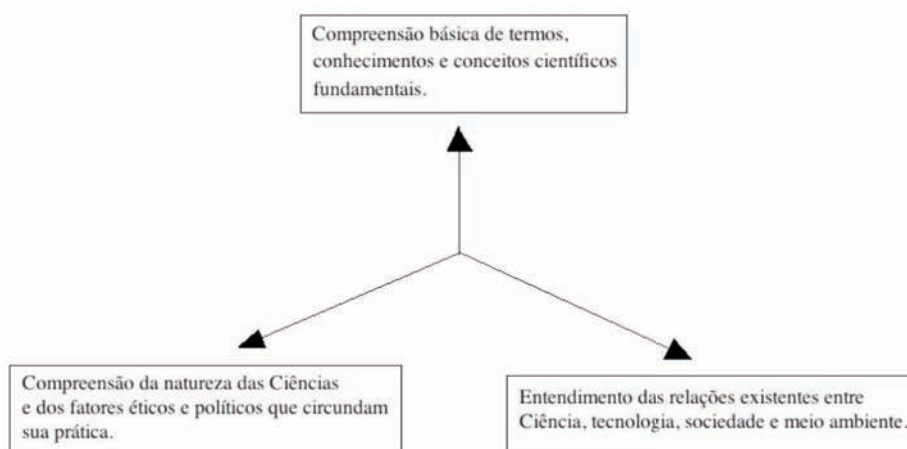 Compreensão básica de termos,
conhecimentos e conceitos científicos
fundamentais.
Compreensão da natureza das Ciências
e dos fatores éticos e políticos que circundam
sua prática.
Entendimento das relações existentes entre
Ciência, tecnologia, sociedade e meio ambiente.